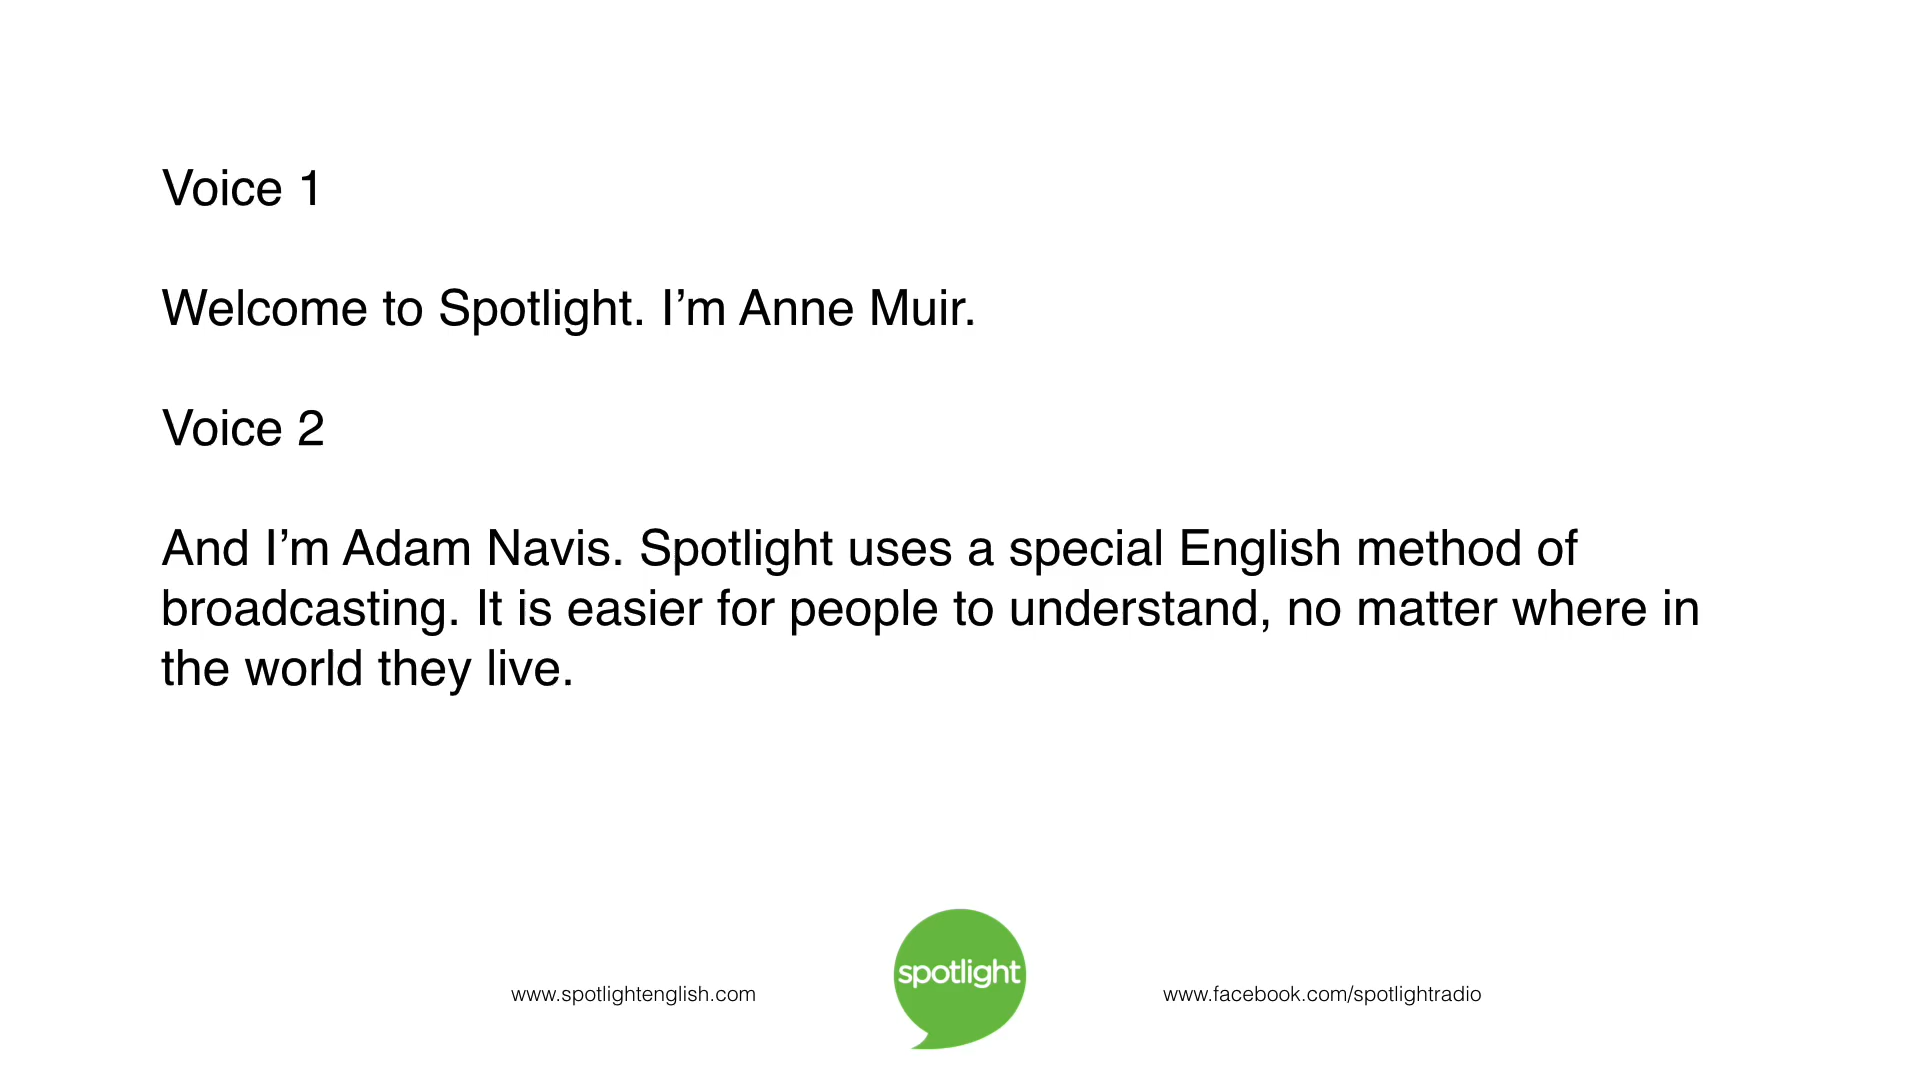 Voice 1
Welcome to Spotlight. I’m Anne Muir.
Voice 2
And I’m Adam Navis. Spotlight uses a special English method of
broadcasting. It is easier for people to understand, no matter where in
the world they live.
www.spotlightenglish.com
spotlight
www.facebook.com/spotlightradio